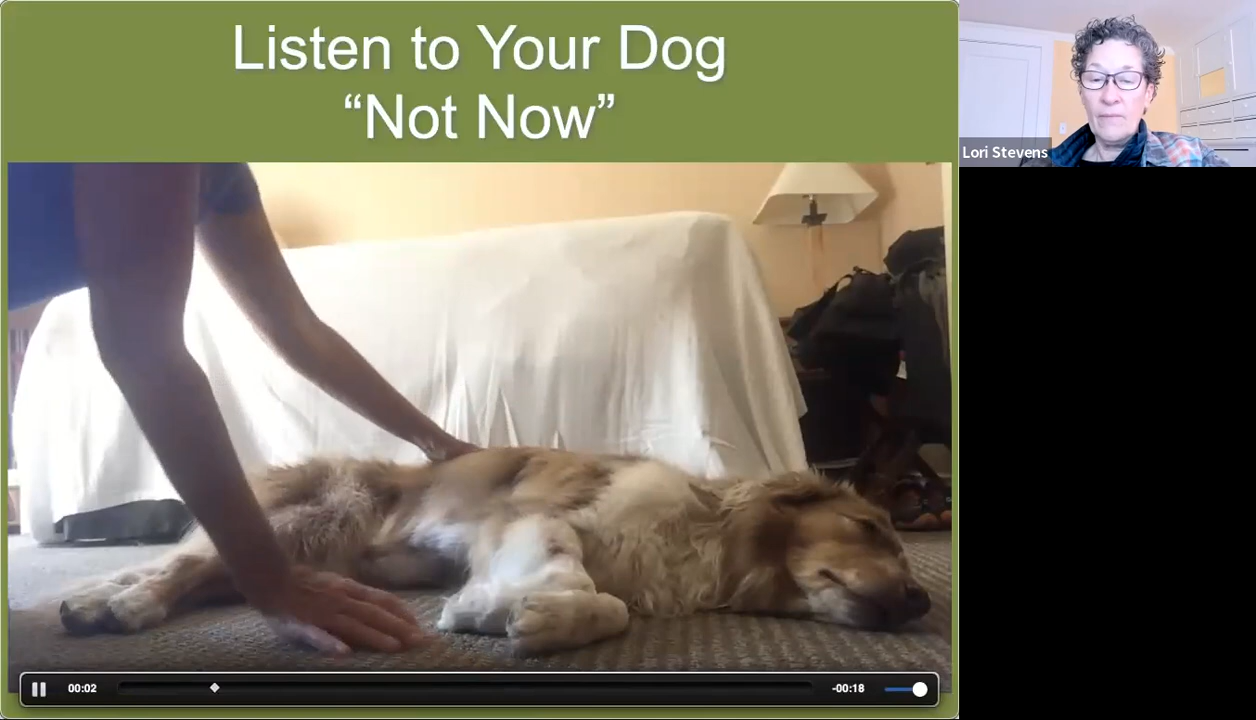 Listen to Your Dog
“Not Now”
Lori Stevens
00:02
-00:18